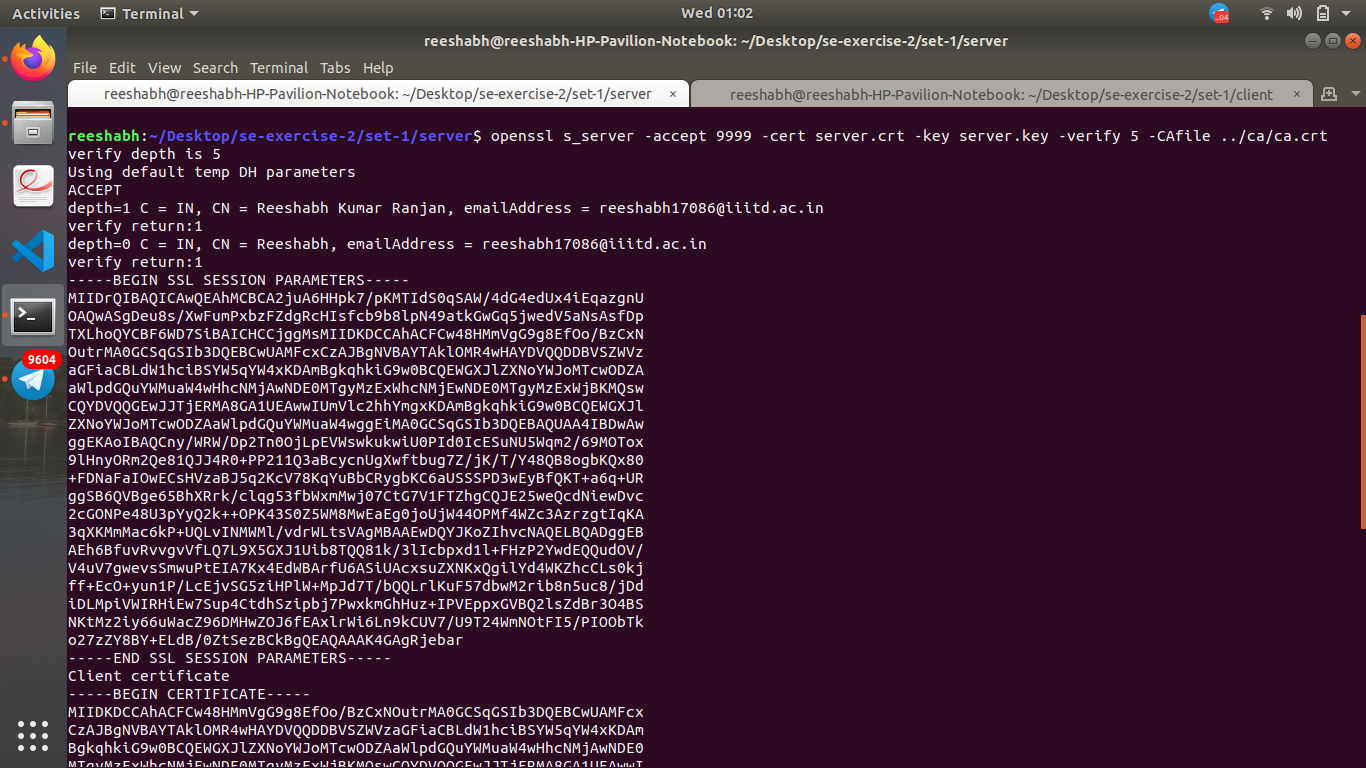 Activities
Terminal
Wed 01:02
reeshabh@reeshabh-HP-Pavilion-Notebook: ~/Desktop/se-exercise-2/set-1/server
File Edit View Search Terminal Tabs Help
reeshabh@reeshabh-HP-Pavilion-Notebook: ~/Desktop/se-exercise-2/set-1/server ×
reeshabh@reeshabh-HP-Pavilion-Notebook: ~/Desktop/se-exercise-2/set-1/client ×
reeshabh:~/Desktop/se-exercise-2/set-1/server$ openssl s_server -accept 9999 -cert server.crt -key server.key -verify 5 -CAfile ../ca/ca.crt
verify depth is 5
Using default temp DH parameters
ACCEPT
depth=1 C = IN, CN = Reeshabh Kumar Ranjan, emailAddress = reeshabh17086@iiitd.ac.in
verify return:1
depth=0 C = IN, CN = Reeshabh, emailAddress = reeshabh17086@iiitd.ac.in
verify return:1
-----BEGIN SSL SESSION PARAMETERS-----
MIIDrQIBAQICAwQEAhMCBCA2juA6HHpk7/pKMTIdS0qSAW/4dG4edUx4iEqazgnU
OAQwASgDeu8s/XwFumPxbzFZdgRcHIsfcb9b8lpN49atkGwGq5jwedV5aNsAsfDp
TXLhoQYCBF6WD7SiBAICHCCjggMsMIIDKDCCAhACFCw48HMmVgG9g8EfOo/BzCxN
OutrMA0GCSqGSIb3DQEBCwUAMFcxCzAJBgNVBAYTAklOMR4wHAYDVQQDDBVSZWVz
aGFiaCBLdW1hciBSYW5qYW4xKDAmBgkqhkiG9w0BCQEWGXJlZXNoYWJoMTcwODZA
aWlpdGQuYWMuaW4wHhcNMjAwNDE0MTgyMzExWhcNMjEwNDE0MTgyMzExWjBKMQsw
CQYDVQQGEwJJTjERMA8GA1UEAwwIUmVlc2hhYmgxKDAmBgkqhkiG9w0BCQEWGXJl
ZXNoYWJoMTcwODZAaWlpdGQuYWMuaW4wggEiMA0GCSqGSIb3DQEBAQUAA4IBDwAw
ggEKAoIBAQCny/WRW/Dp2Tn0OjLpEVWswkukwiU0PId0IcESuNU5Wqm2/69MOTox
9lHnyORm2Qe81QJJ4R0+PP211Q3aBcycnUgXwftbug7Z/jK/T/Y48QB8ogbKQx80
+FDNaFaIOwECsHVzaBJ5q2KcV78KqYuBbCRygbKC6aUSSSPD3wEyBfQKT+a6q+UR
ggSB6QVBge65BhXRrk/clqg53fbWxmMwj07CtG7V1FTZhgCQJE25weQcdNiewDvc
2cGONPe48U3pYyQ2k++OPK43S0Z5WM8MwEaEg0joUjW44OPMf4WZc3AzrzgtIqKA
3qXKMmMac6kP+UQLvINMWMl/vdrWLtsVAgMBAAEwDQYJKoZIhvcNAQELBQADggEB
AEh6BfuvRvvgvVfLQ7L9X5GXJ1Uib8TQQ81k/3lIcbpxd1l+FHzP2YwdEQQudOV/
V4uV7gwevsSmwuPtEIA7Kx4EdWBArfU6ASiUAcxsuZXNKxQgilYd4WKZhcCLs0kj
ff+EcO+yun1P/LcEjvSG5ziHPlW+MpJd7T/bQQLrlKuF57dbwM2rib8n5uc8/jDd
iDLMpiVWIRHiEw7Sup4CtdhSzipbj7PwxkmGhHuz+IPVEppxGVBQ2lsZdBr3O4BS
NKtMz2iy66uWacZ96DMHwZOJ6fEAxlrWi6Ln9kCUV7/U9T24WmNOtFI5/PIOObTk
o27zZY8BY+ELdB/0ZtSezBCkBgQEAQAAAK4GAgRjebar
-----END SSL SESSION PARAMETERS-----
Client certificate
-----BEGIN CERTIFICATE-----
MIIDKDCCAhACFCw48HMmVgG9g8EfOo/BzCxNOutrMA0GCSqGSIb3DQEBCwUAMFcx
CzAJBgNVBAYTAklOMR4wHAYDVQQDDBVSZWVzaGFiaCBLdW1hciBSYW5qYW4xKDAm
BgkqhkiG9w0BCQEWGXJlZXNoYWJoMTcwODZAaWlpdGQuYWMuaW4wHhcNMjAwNDE0
MTgyMzExWhcNMjEwNDE0MTgyMzExWjBKMQswCQYDVQQGEwJJTjERMA8GA1UEAwwI
9604